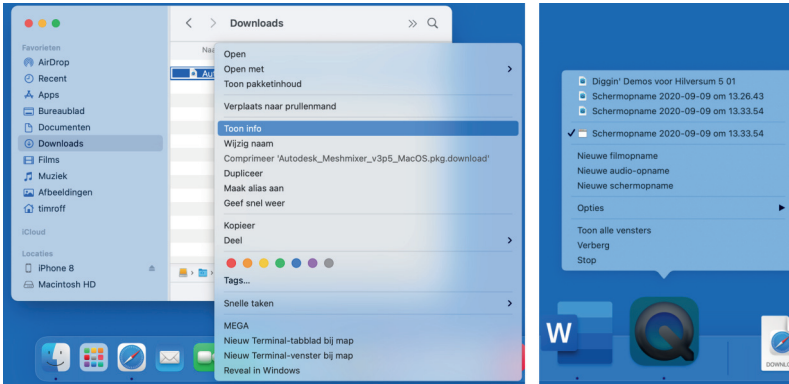 Downloads
Favorieten
AirDrop
Recent
Apps
Bureaublad
Documenten
Downloads
Films
Muziek
Afbeeldingen
timroff
iCloud
Locaties
iPhone 8
Macintosh HD
Open
Open met
Toon pakketinhoud
Verplaats naar prullenmand
Toon info
Wijzig naam
Comprimeer 'Autodesk_Meshmixer_v3p5_MacOS.pkg.download'
Dupliceer
Maak alias aan
Geef snel weer
Kopieer
Deel
Tags...
Snelle taken
MEGA
Nieuw Terminal-tabblad bij map
Nieuw Terminal-venster bij map
Reveal in Windows
Diggin' Demos voor Hilversum 5 01
Schermopname 2020-09-09 om 13.26.43
Schermopname 2020-09-09 om 13.33.54
Schermopname 2020-09-09 om 13.33.54
Nieuwe filmopname
Nieuwe audio-opname
Nieuwe schermopname
Opties
Toon alle vensters
Verberg
Stop
W